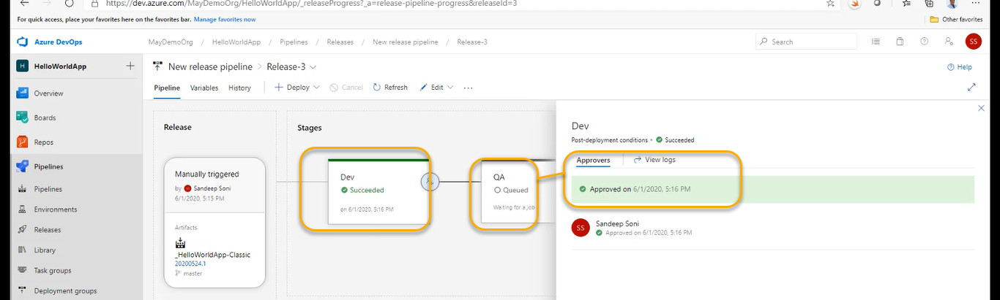 https://dev.azure.com/MayDemoOrg/HelloWorldApp/_releaseProgress?_a=release-pipeline-progress&releaseId=3
For quick access, place your favorites here on the favorites bar. Manage favorites now
Other favorites
Azure DevOps
MayDemoOrg / HelloWorldApp / Pipelines / Releases / New release pipeline / Release-3
Search
SS
H HelloWorldApp
New release pipeline > Release-3
Help
Pipeline Variables History Deploy Cancel Refresh Edit ...
Overview
Boards
Repos
Pipelines
Pipelines
Environments
Releases
Library
Task groups
Deployment groups
Release
Manually triggered
by Sandeep Soni
6/1/2020, 5:15 PM
Artifacts
_HelloWorldApp-Classic
20200524.1
master
Stages
Dev
Succeeded
on 6/1/2020, 5:16 PM
QA
Queued
Waiting for a job
Dev
Post-deployment conditions • Succeeded
Approvers View logs
Approved on 6/1/2020, 5:16 PM
SS
Sandeep Soni
Approved on 6/1/2020, 5:16 PM